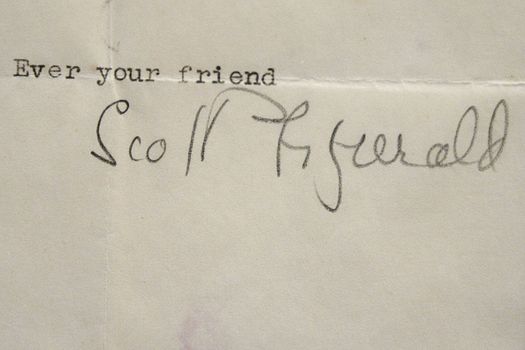 Ever your friend
Scott Fitzgerald